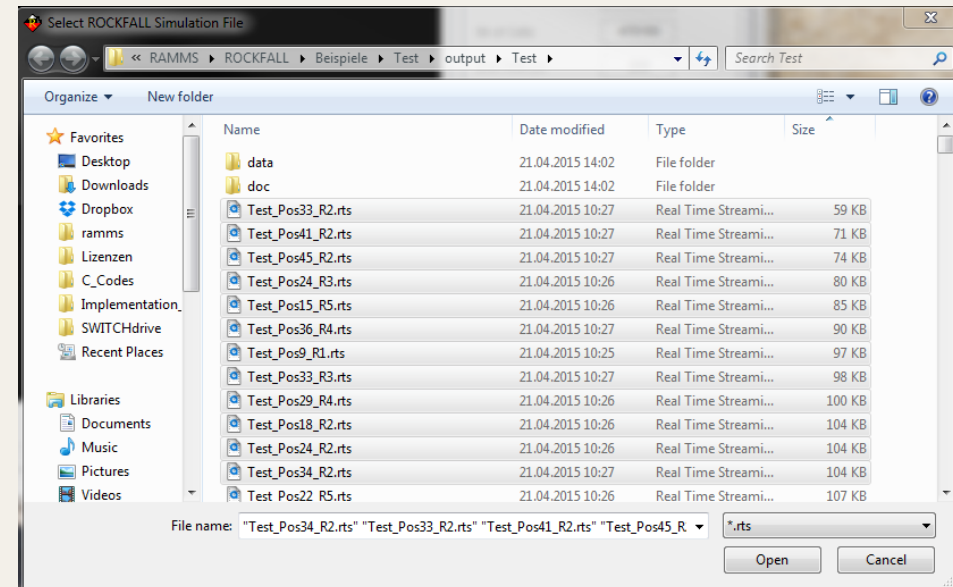 Select ROCKFALL Simulation File
« RAMMS ▸ ROCKFALL ▸ Beispiele ▸ Test ▸ output ▸ Test ▸ Search Test
Organize New folder
Favorites
Desktop
Downloads
Dropbox
ramms
Lizenzen
C_Codes
Implementation_
SWITCHdrive
Recent Places
Libraries
Documents
Music
Pictures
Videos
Name Date modified Type Size
data 21.04.2015 14:02 File folder
doc 21.04.2015 14:02 File folder
Test_Pos33_R2.rts 21.04.2015 10:27 Real Time Streami... 59 KB
Test_Pos41_R2.rts 21.04.2015 10:27 Real Time Streami... 71 KB
Test_Pos45_R2.rts 21.04.2015 10:27 Real Time Streami... 74 KB
Test_Pos24_R3.rts 21.04.2015 10:26 Real Time Streami... 80 KB
Test_Pos15_R5.rts 21.04.2015 10:26 Real Time Streami... 85 KB
Test_Pos36_R4.rts 21.04.2015 10:27 Real Time Streami... 90 KB
Test_Pos9_R1.rts 21.04.2015 10:25 Real Time Streami... 97 KB
Test_Pos33_R3.rts 21.04.2015 10:27 Real Time Streami... 98 KB
Test_Pos29_R4.rts 21.04.2015 10:26 Real Time Streami... 100 KB
Test_Pos18_R2.rts 21.04.2015 10:26 Real Time Streami... 104 KB
Test_Pos24_R2.rts 21.04.2015 10:26 Real Time Streami... 104 KB
Test_Pos34_R2.rts 21.04.2015 10:27 Real Time Streami... 104 KB
Test_Pos22_R5.rts 21.04.2015 10:26 Real Time Streami... 107 KB
File name: "Test_Pos34_R2.rts" "Test_Pos33_R2.rts" "Test_Pos41_R2.rts" "Test_Pos45_R *.rts
Open Cancel